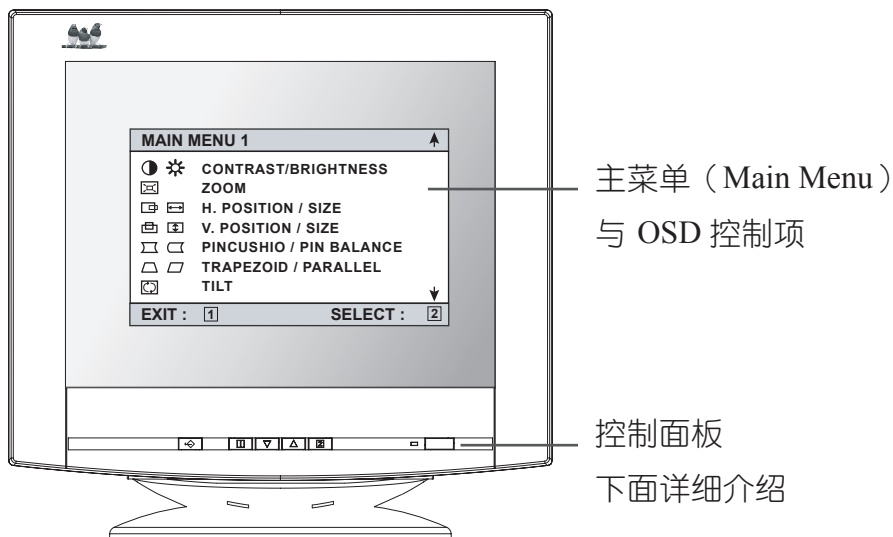 MAIN MENU 1
CONTRAST/BRIGHTNESS
ZOOM
H. POSITION / SIZE
V. POSITION / SIZE
PINCUSHIO / PIN BALANCE
TRAPEZOID / PARALLEL
TILT
EXIT : 1 SELECT : 2
主菜单（Main Menu）
与 OSD 控制项
1 2
控制面板
下面详细介绍